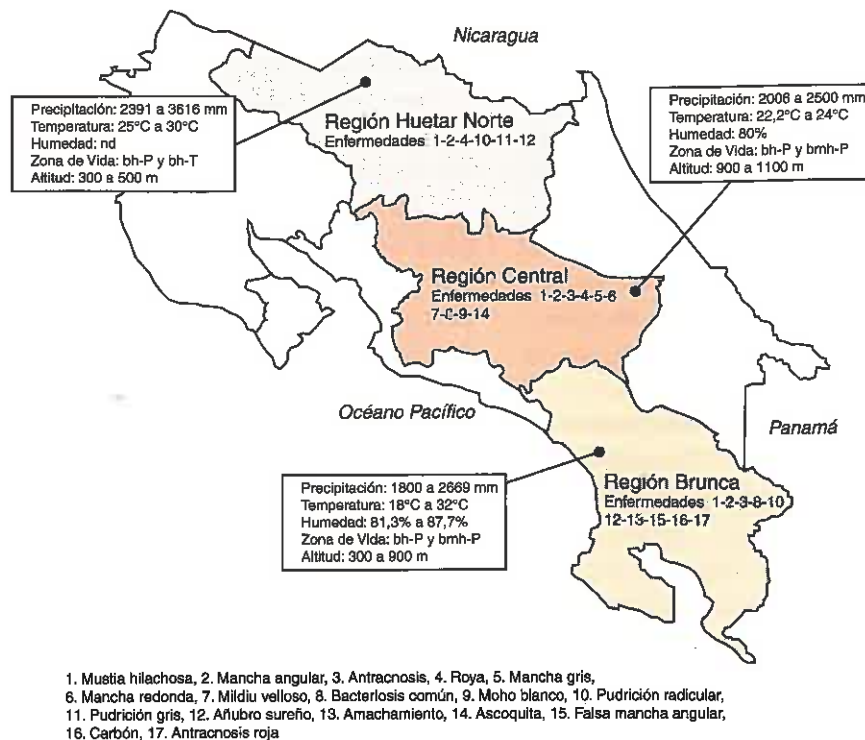 Nicaragua
Precipitación: 2391 a 3616 mm
Temperatura: 25°C a 30°C
Humedad: nd
Zona de Vida: bh-P y bh-T
Altitud: 300 a 500 m
Región Huetar Norte
Enfermedades 1-2-4-10-11-12
Precipitación: 2006 a 2500 mm
Temperatura: 22,2°C a 24°C
Humedad: 80%
Zona de Vida: bh-P y bmh-P
Altitud: 900 a 1100 m
Región Central
Enfermedades 1-2-3-4-5-6
7-8-9-14
Océano Pacífico
Panamá
Precipitación: 1800 a 2669 mm
Temperatura: 18°C a 32°C
Humedad: 81,3% a 87,7%
Zona de Vida: bh-P y bmh-P
Altitud: 300 a 900 m
Región Brunca
Enfermedades 1-2-3-8-10
12-13-15-16-17
1. Mustia hilachosa, 2. Mancha angular, 3. Antracnosis, 4. Roya, 5. Mancha gris,
6. Mancha redonda, 7. Mildiu velloso, 8. Bacteriosis común, 9. Moho blanco, 10. Pudrición radicular,
11. Pudrición gris, 12. Añubro sureño, 13. Amachamiento, 14. Ascoquita, 15. Falsa mancha angular,
16. Carbón, 17. Antracnosis roja